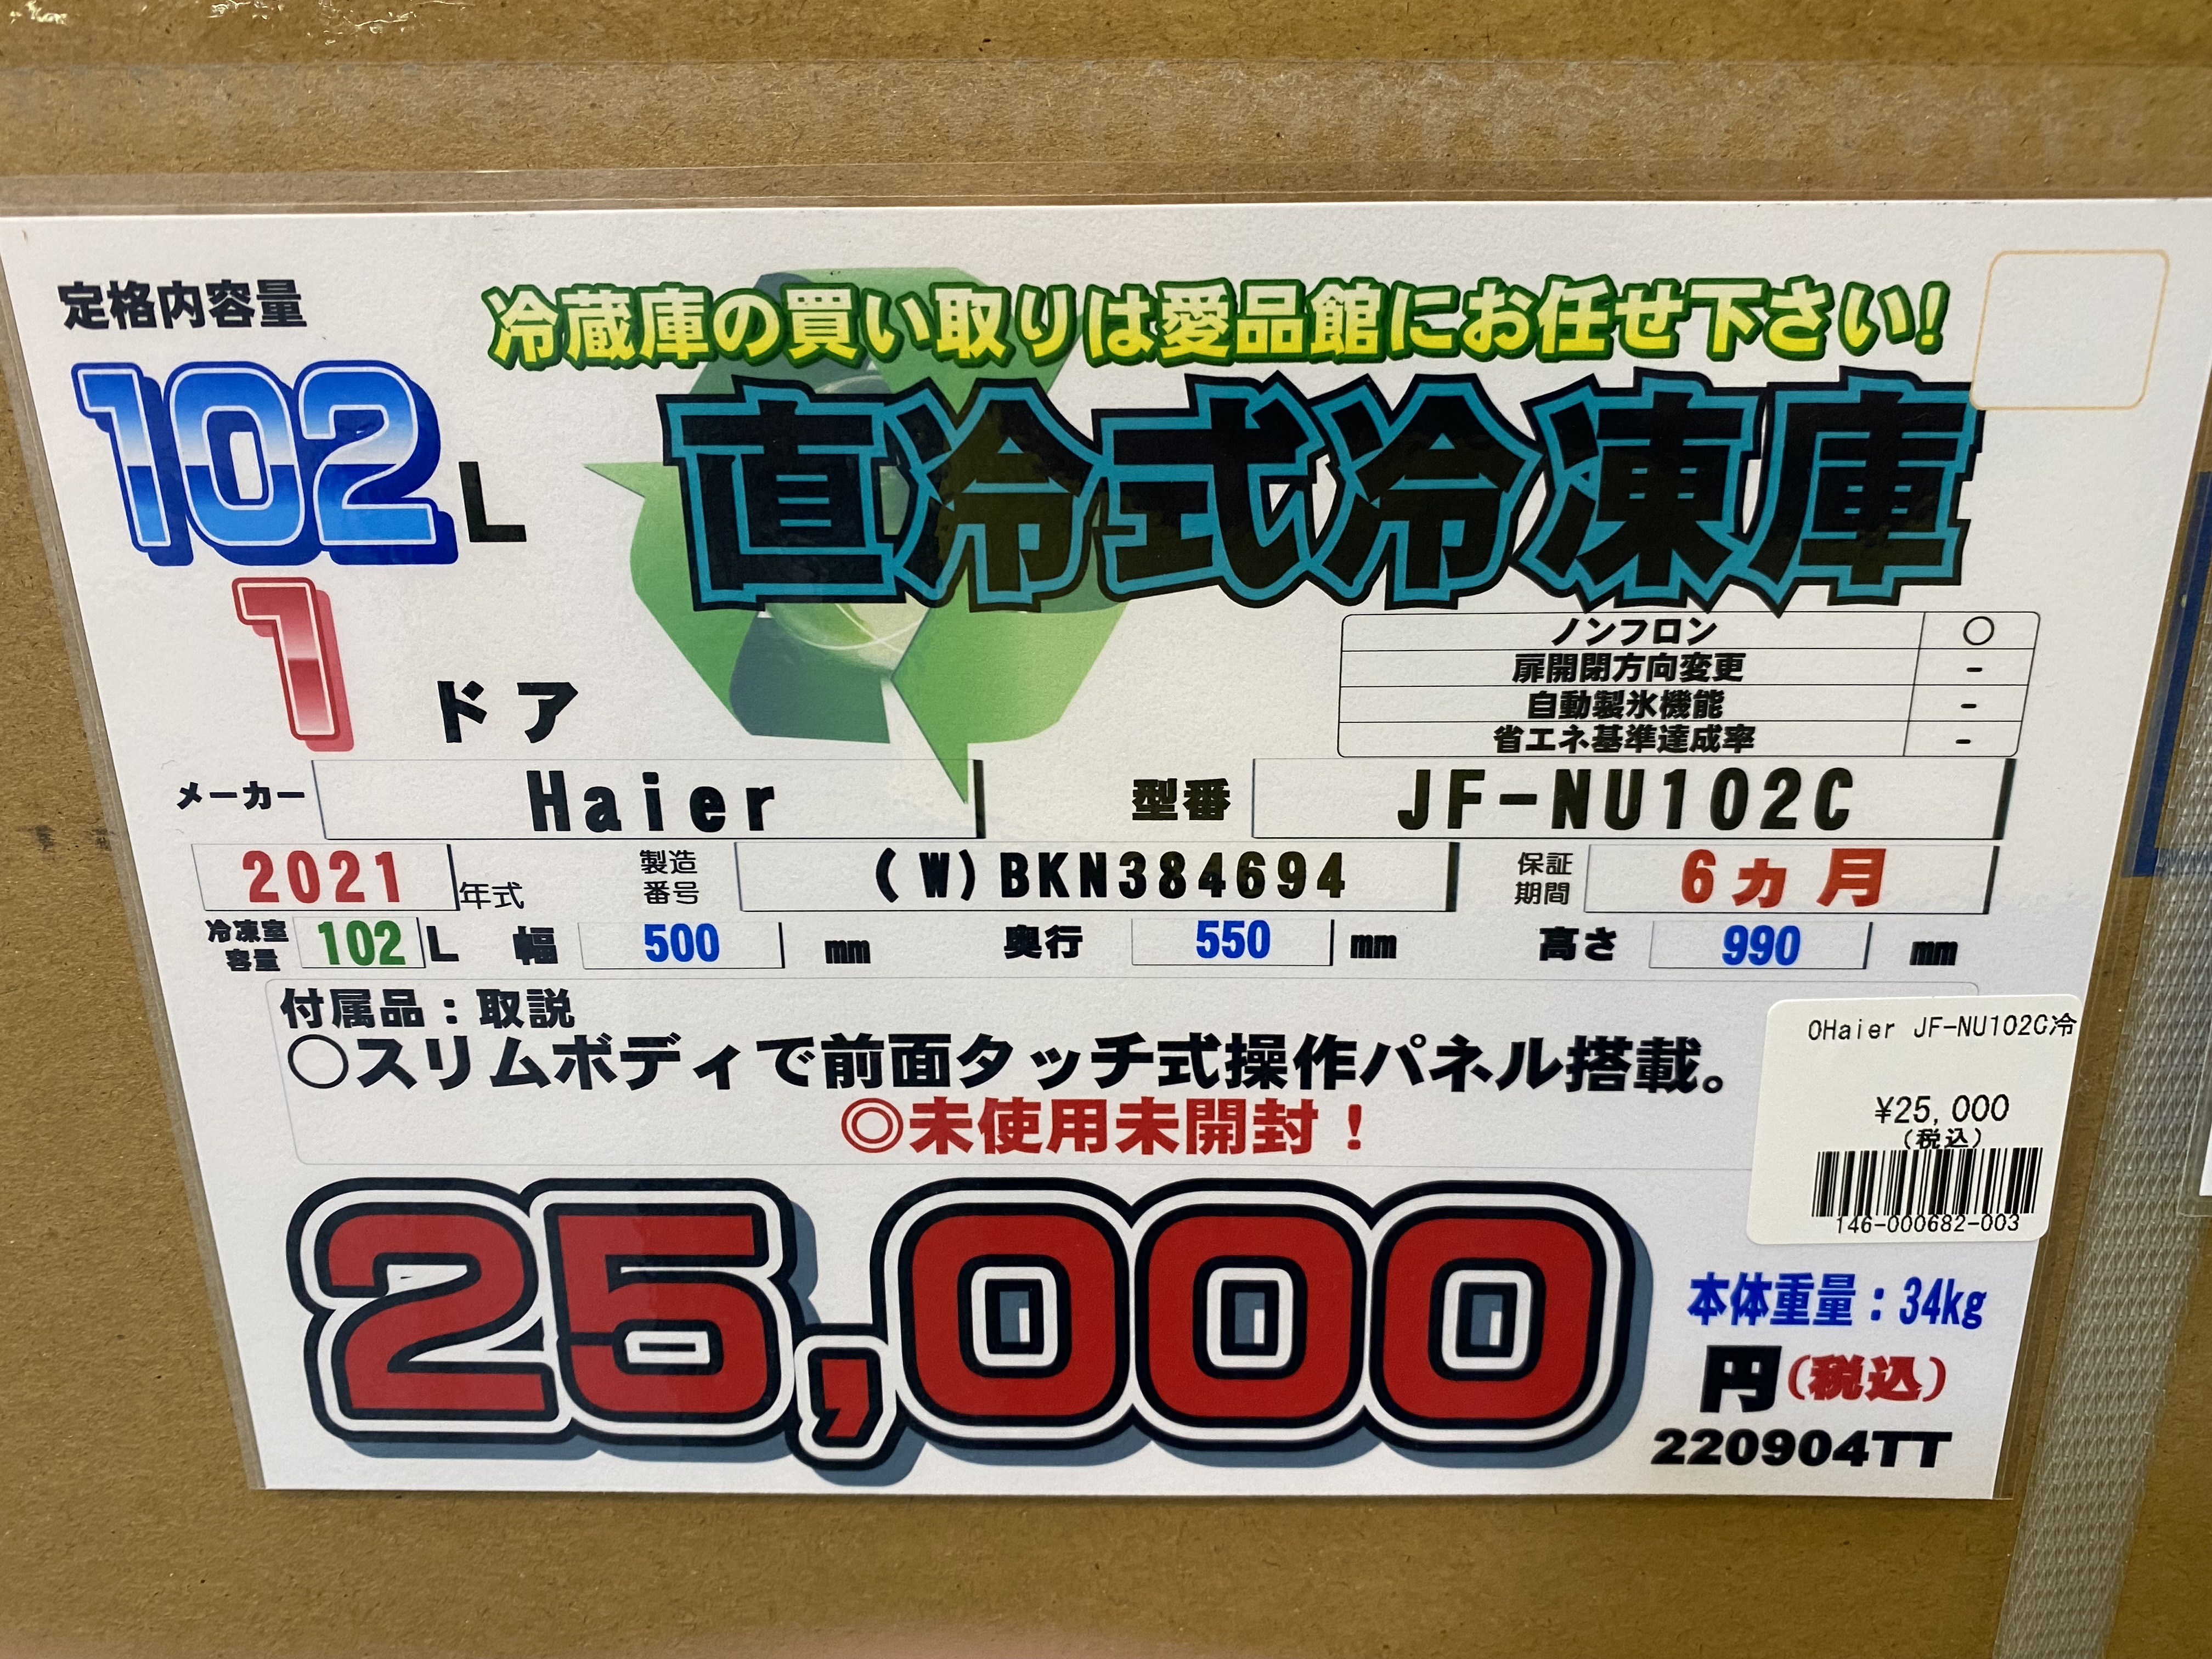 定格内容量
冷蔵庫の買い取りは愛品館にお任せ下さい!
102L
直冷式冷凍庫
1ドア
ノンフロン ○
扉開閉方向変更 -
自動製氷機能 -
省エネ基準達成率 -
メーカー Haier 型番 JF-NU102C
2021年式 製造番号 (W)BKN384694 保証期間 6ヵ月
冷凍室容量 102L 幅 500 mm 奥行 550 mm 高さ 990 mm
付属品:取説
○スリムボディで前面タッチ式操作パネル搭載。
◎未使用未開封!
OHaier JF-NU102C冷
¥25,000
(税込)
146-000682-003
25,000
本体重量:34kg
円(税込)
220904TT